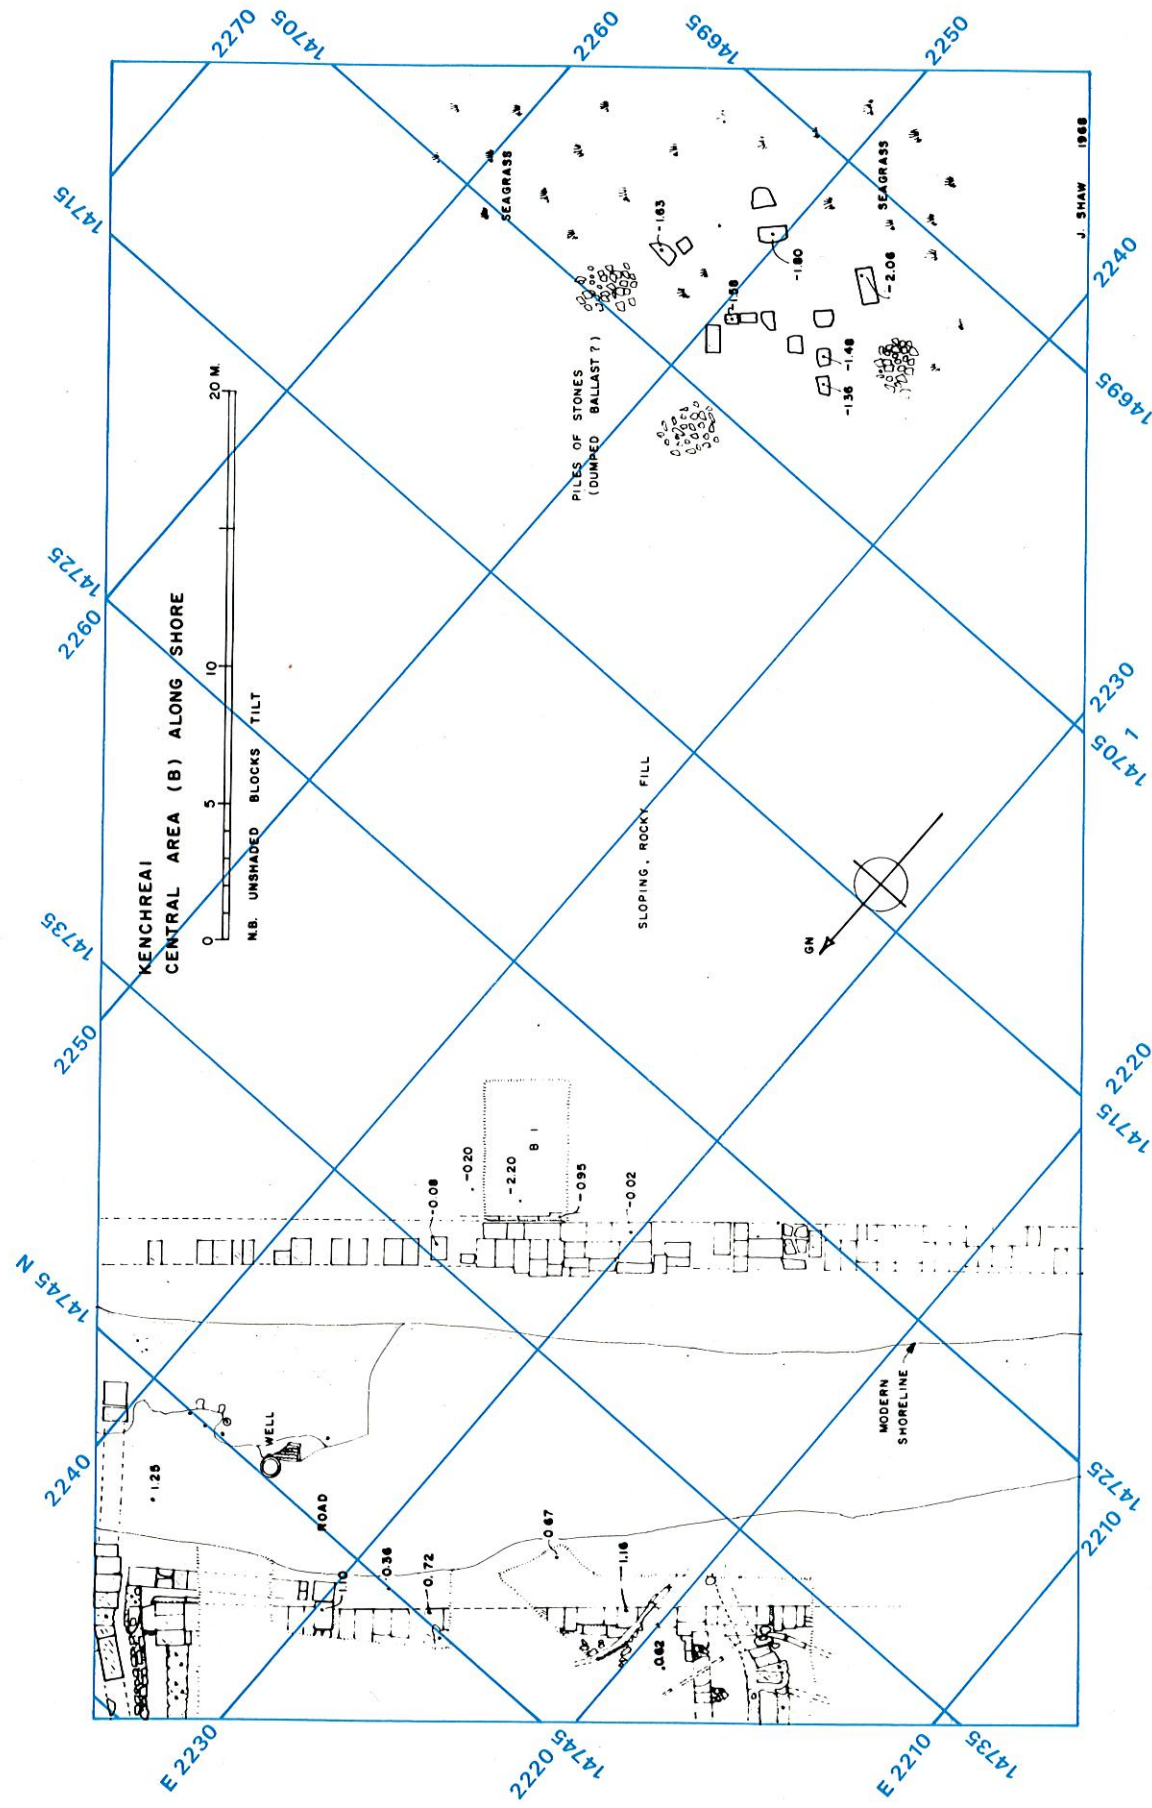 KENCHREAI
CENTRAL AREA (B) ALONG SHORE
0 5 10 20 M.
N.B. UNSHADED BLOCKS TILT
2270
14705
2260
14695
2250
14715
14725
2260
14735
2250
14745 N
2240
E 2230
2220
14745
E 2210
14735
2240
14695
2230
14705
2220
14715
14725
2210
SEAGRASS
SEAGRASS
-1.63
-1.80
-1.58
-2.06
-1.48
-1.36
PILES OF STONES
(DUMPED BALLAST?)
SLOPING, ROCKY FILL
GN
B 1
-0.20
-2.20
-0.95
-0.08
-0.02
MODERN
SHORELINE
WELL
1.25
ROAD
1.10
0.36
0.72
0.67
1.16
0.62
J. SHAW 1968